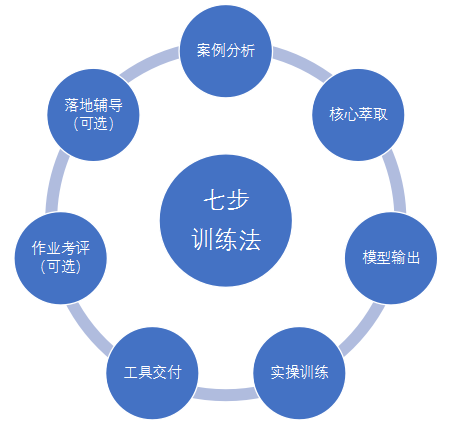 七步
训练法
案例分析
核心萃取
模型输出
实操训练
工具交付
作业考评
（可选）
落地辅导
（可选）